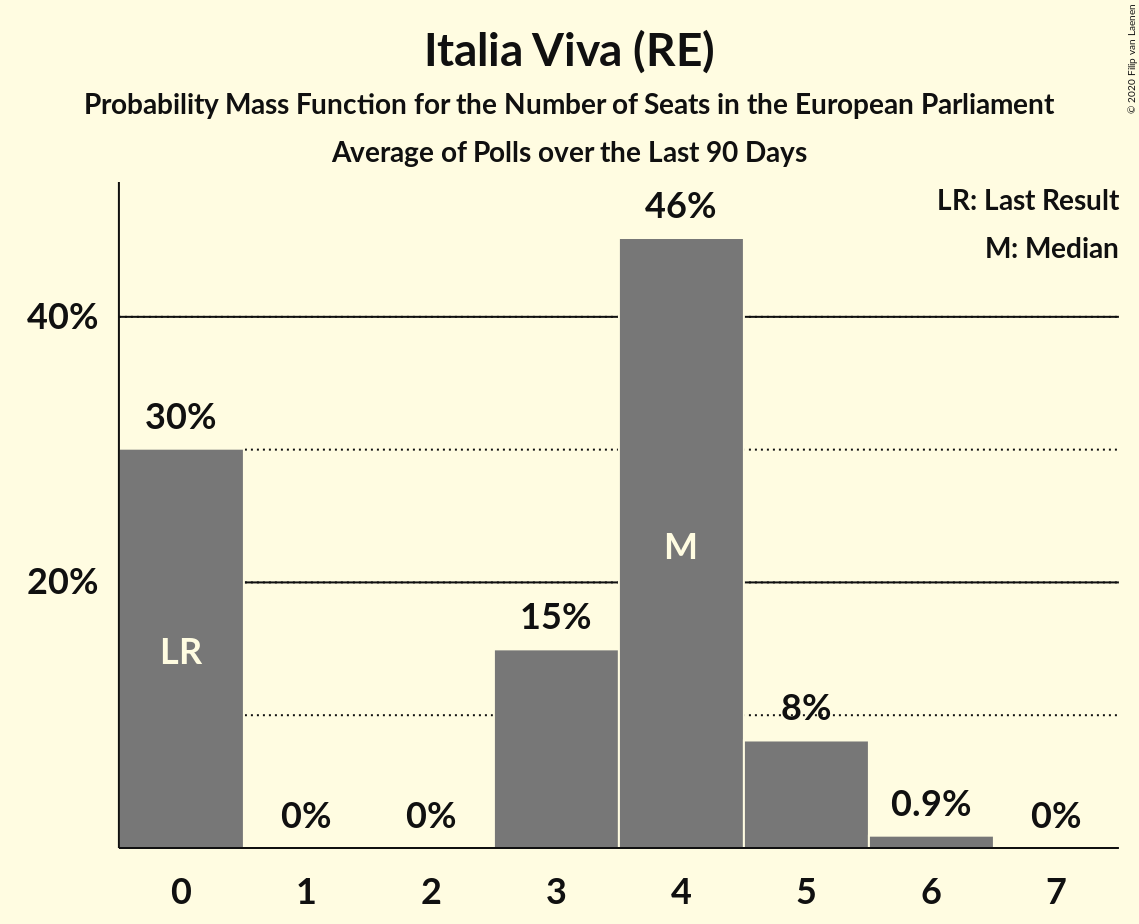 Italia Viva (RE)
Probability Mass Function for the Number of Seats in the European Parliament
Average of Polls over the Last 90 Days
© 2020 Filip van Laenen
LR: Last Result
M: Median
46%
40%
30%
M
20%
15%
LR
8%
0%
0%
0.9%
0%
0 1 2 3 4 5 6 7